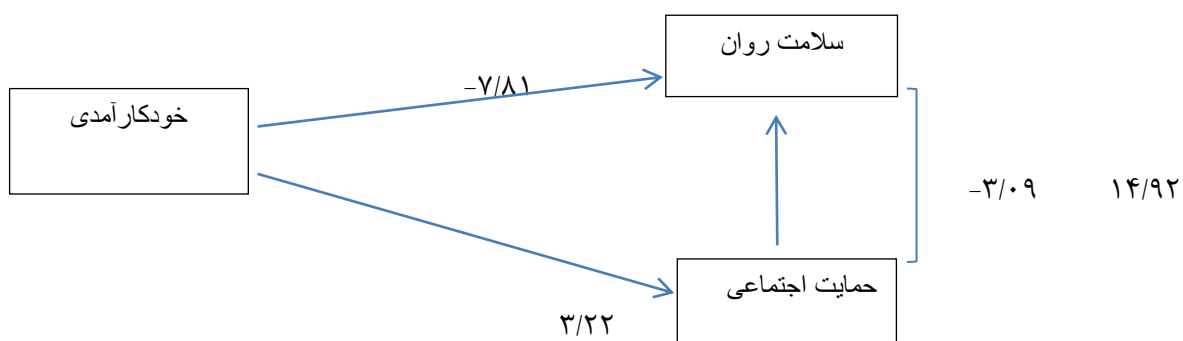 سلامت روان
–۷/۸۱
خودکارآمدی
–۳/۰۹
۱۴/۹۲
حمایت اجتماعی
۳/۲۲